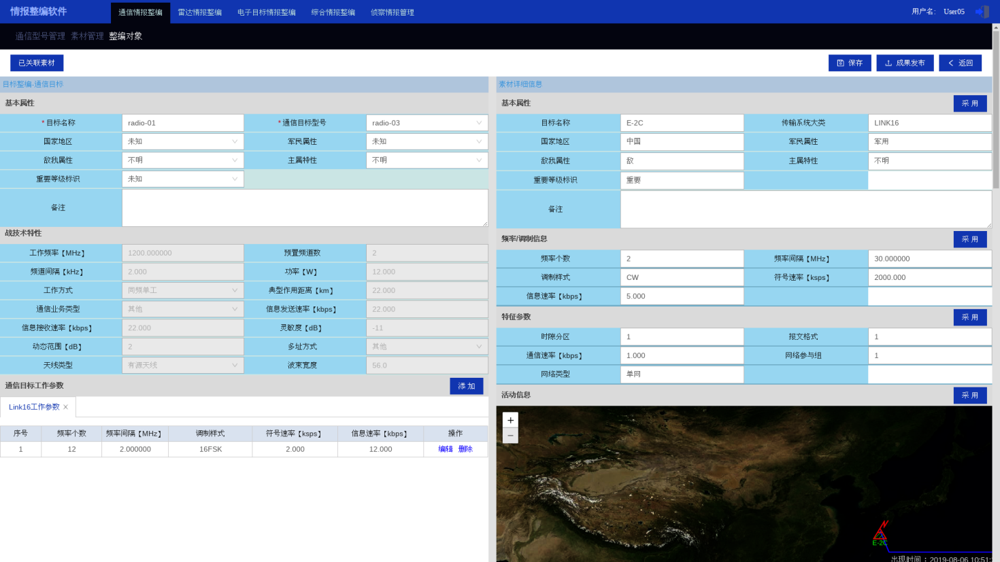 情报整编软件 通信情报整编 雷达情报整编 电子目标情报整编 综合情报整编 侦察情报管理 用户名: User05
通信型号管理 素材管理 整编对象
已关联素材 保存 成果发布 返回
目标整编-通信目标
基本属性
* 目标名称 radio-01 * 通信目标型号 radio-03
国家地区 未知 军民属性 未知
敌我属性 不明 主属特性 不明
重要等级标识 未知
备注
战技术特性
工作频率【MHz】 1200.000000 预置频道数 2
频道间隔【kHz】 2.000 功率【W】 12.000
工作方式 同频单工 典型作用距离【km】 22.000
通信业务类型 其他 信息发送速率【kbps】 22.000
信息接收速率【kbps】 22.000 灵敏度【dB】 -11
动态范围【dB】 2 多址方式 其他
天线类型 有源天线 波束宽度 56.0
通信目标工作参数 添 加
Link16工作参数 ×
序号 频率个数 频率间隔【MHz】 调制样式 符号速率【ksps】 信息速率【kbps】 操作
1 12 2.000000 16FSK 2.000 12.000 编辑 删除
素材详细信息
基本属性 采 用
目标名称 E-2C 传输系统大类 LINK16
国家地区 中国 军民属性 军用
敌我属性 敌 主属特性 不明
重要等级标识 重要
备注
频率/调制信息 采 用
频率个数 2 频率间隔【MHz】 30.000000
调制样式 CW 符号速率【ksps】 2000.000
信息速率【kbps】 5.000
特征参数 采 用
时隙分区 1 报文格式 1
通信速率【kbps】 1.000 网络参与组 1
网络类型 单网
活动信息 采 用
+
−
E-2C
出现时间：2019-08-06 10:51: